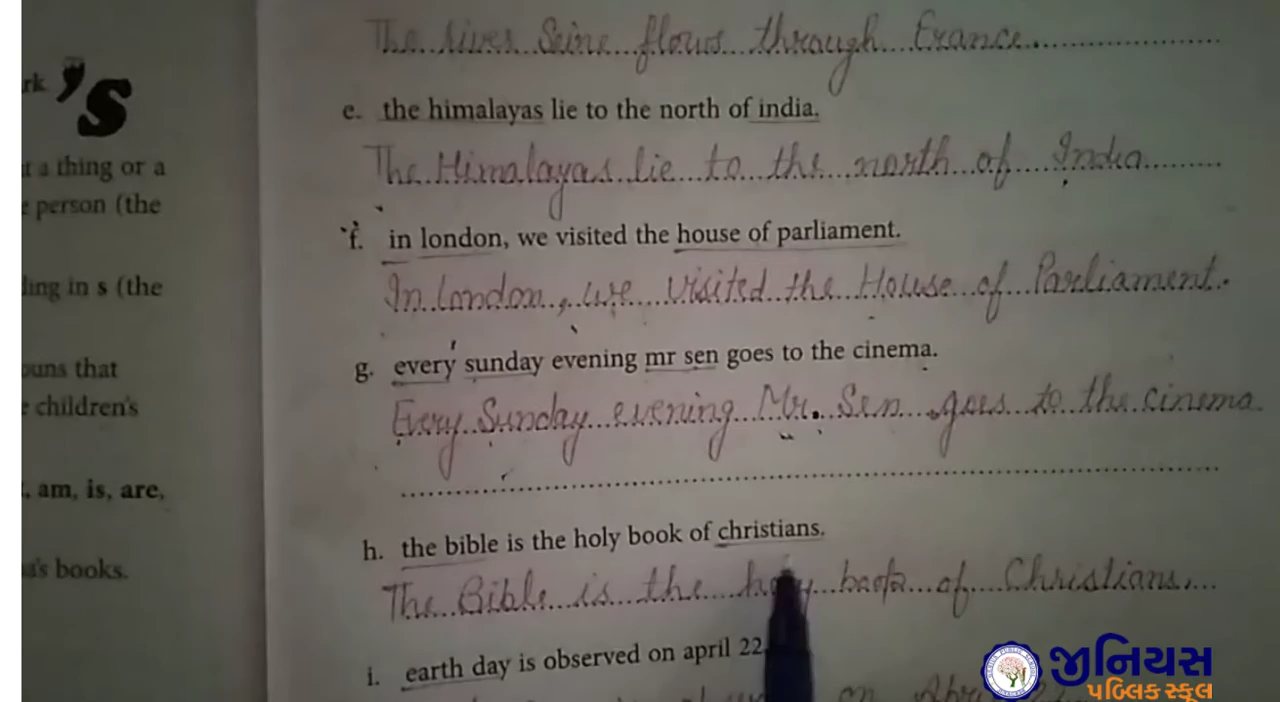 The river Seine flows through France
rk 's
e. the himalayas lie to the north of india.
t a thing or a
The Himalayas lie to the north of India
person (the
f. in london, we visited the house of parliament.
ling in s (the
In London, we visited the House of Parliament.
g. every sunday evening mr sen goes to the cinema.
ouns that
children's
Every Sunday evening Mr. Sen goes to the cinema.
, am, is, are,
h. the bible is the holy book of christians.
a's books.
The Bible is the holy book of Christians.
i. earth day is observed on april 22
on
જીનિયસ
પબ્લિક સ્કૂલ